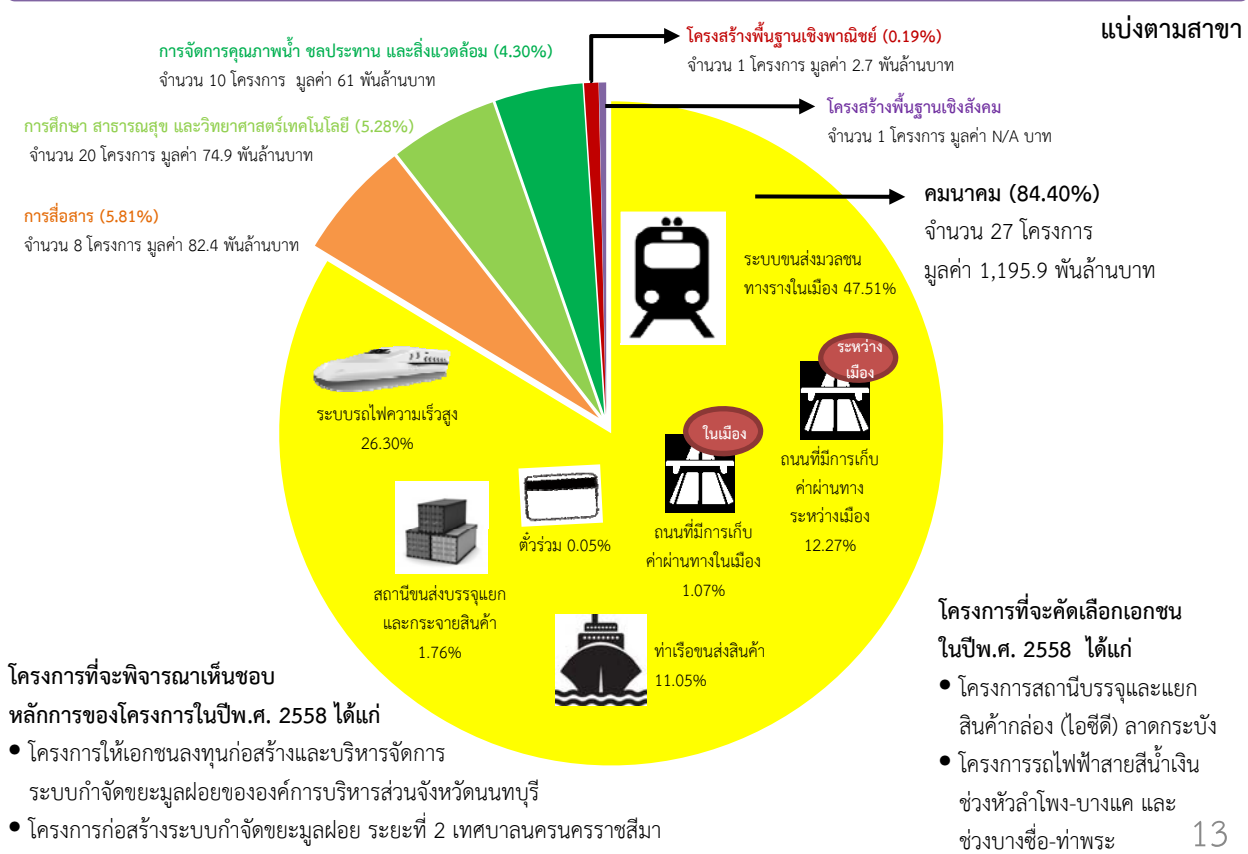 แบ่งตามสาขา
การจัดการคุณภาพน้ำ ชลประทาน และสิ่งแวดล้อม (4.30%)
จำนวน 10 โครงการ มูลค่า 61 พันล้านบาท
โครงสร้างพื้นฐานเชิงพาณิชย์ (0.19%)
จำนวน 1 โครงการ มูลค่า 2.7 พันล้านบาท
โครงสร้างพื้นฐานเชิงสังคม
จำนวน 1 โครงการ มูลค่า N/A บาท
การศึกษา สาธารณสุข และวิทยาศาสตร์เทคโนโลยี (5.28%)
จำนวน 20 โครงการ มูลค่า 74.9 พันล้านบาท
การสื่อสาร (5.81%)
จำนวน 8 โครงการ มูลค่า 82.4 พันล้านบาท
คมนาคม (84.40%)
จำนวน 27 โครงการ
มูลค่า 1,195.9 พันล้านบาท
ระบบขนส่งมวลชน
ทางรางในเมือง 47.51%
ระหว่าง
เมือง
ถนนที่มีการเก็บ
ค่าผ่านทาง
ระหว่างเมือง
12.27%
ในเมือง
ถนนที่มีการเก็บ
ค่าผ่านทางในเมือง
1.07%
ระบบรถไฟความเร็วสูง
26.30%
ตั๋วร่วม 0.05%
สถานีขนส่งบรรจุแยก
และกระจายสินค้า
1.76%
ท่าเรือขนส่งสินค้า
11.05%
โครงการที่จะพิจารณาเห็นชอบ
หลักการของโครงการในปีพ.ศ. 2558 ได้แก่
• โครงการให้เอกชนลงทุนก่อสร้างและบริหารจัดการ
ระบบกำจัดขยะมูลฝอยขององค์การบริหารส่วนจังหวัดนนทบุรี
• โครงการก่อสร้างระบบกำจัดขยะมูลฝอย ระยะที่ 2 เทศบาลนครนครราชสีมา
โครงการที่จะคัดเลือกเอกชน
ในปีพ.ศ. 2558 ได้แก่
• โครงการสถานีบรรจุและแยก
สินค้ากล่อง (ไอซีดี) ลาดกระบัง
• โครงการรถไฟฟ้าสายสีน้ำเงิน
ช่วงหัวลำโพง-บางแค และ
ช่วงบางซื่อ-ท่าพระ
13